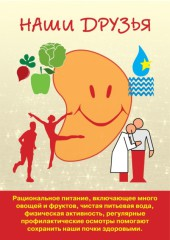 НАШИ ДРУЗЬЯ
Рациональное питание, включающее много
овощей и фруктов, чистая питьевая вода,
физическая активность, регулярные
профилактические осмотры помогают
сохранить наши почки здоровыми.